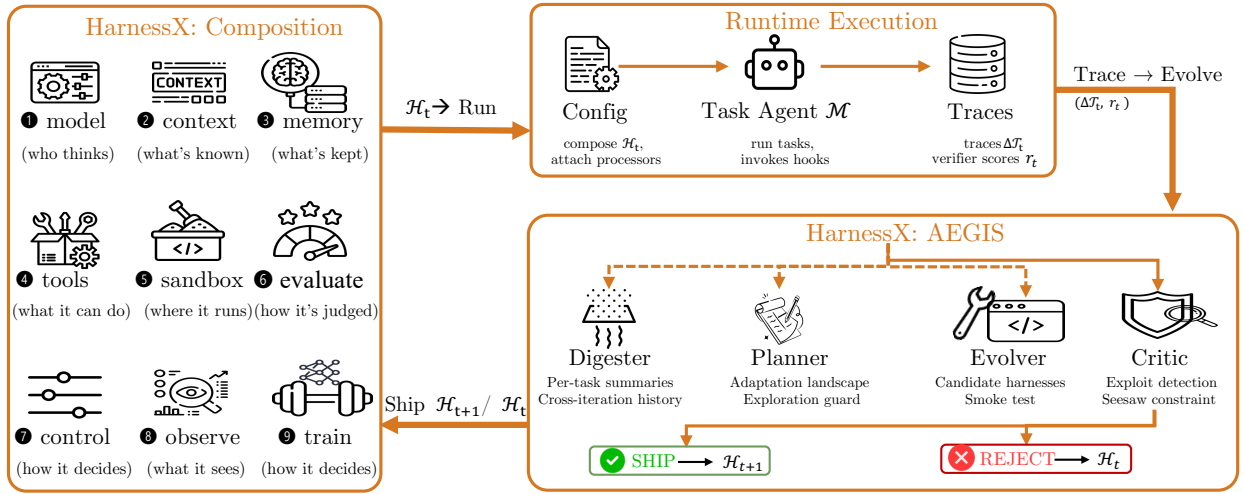 HarnessX: Composition
❶ model
(who thinks)
CONTEXT
❷ context
(what's known)
❸ memory
(what's kept)
❹ tools
(what it can do)
</>
❺ sandbox
(where it runs)
❻ evaluate
(how it's judged)
❼ control
(how it decides)
❽ observe
(what it sees)
❾ train
(how it decides)
ℋt→ Run
Runtime Execution
Config
compose ℋt,
attach processors
Task Agent ℳ
run tasks,
invokes hooks
Traces
traces Δ𝒯t
verifier scores rt
Trace → Evolve
(Δ𝒯t, rt )
HarnessX: AEGIS
Digester
Per-task summaries
Cross-iteration history
Planner
Adaptation landscape
Exploration guard
</>
Evolver
Candidate harnesses
Smoke test
Critic
Exploit detection
Seesaw constraint
SHIP → ℋt+1
REJECT → ℋt
Ship ℋt+1/ ℋt